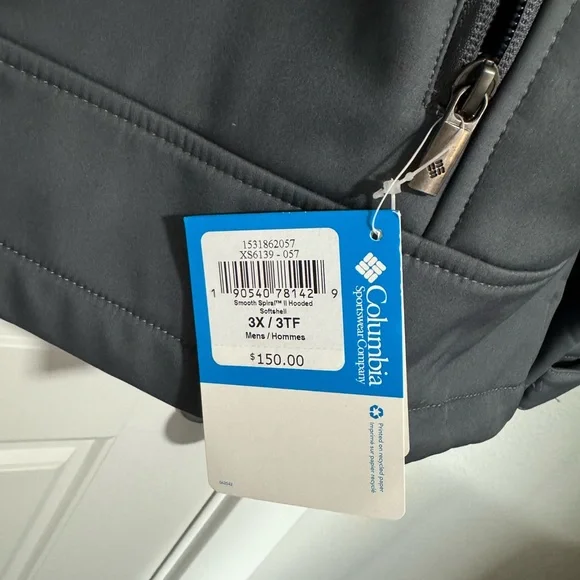 1531862057
XS6139 - 057
1 90540 78142 9
Smooth Spiral™ II Hooded
Softshell
3X / 3TF
Mens / Hommes
$150.00
Columbia
Sportswear Company
Printed on recycled paper
Imprimé sur papier recyclé